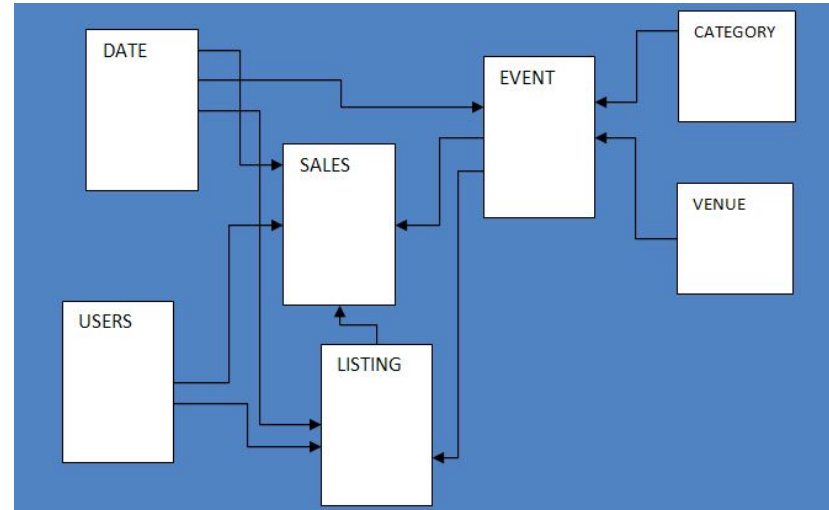 DATE
EVENT
CATEGORY
SALES
VENUE
USERS
LISTING